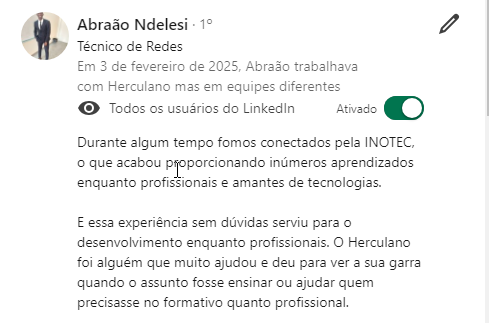 Abraão Ndelesi · 1º
Técnico de Redes
Em 3 de fevereiro de 2025, Abraão trabalhava
com Herculano mas em equipes diferentes
Todos os usuários do LinkedIn Ativado
Durante algum tempo fomos conectados pela INOTEC,
o que acabou proporcionando inúmeros aprendizados
enquanto profissionais e amantes de tecnologias.
E essa experiência sem dúvidas serviu para o
desenvolvimento enquanto profissionais. O Herculano
foi alguém que muito ajudou e deu para ver a sua garra
quando o assunto fosse ensinar ou ajudar quem
precisasse no formativo quanto profissional.